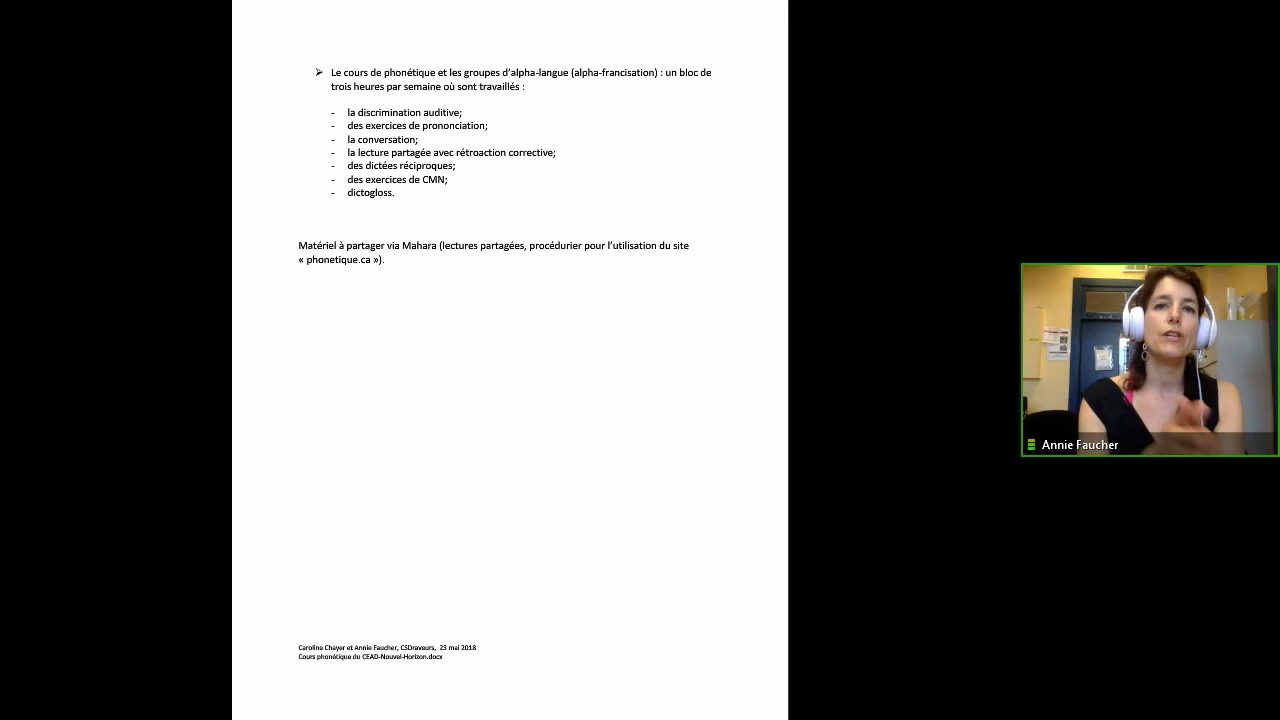 ➢ Le cours de phonétique et les groupes d’alpha-langue (alpha-francisation) : un bloc de
trois heures par semaine où sont travaillés :
- la discrimination auditive;
- des exercices de prononciation;
- la conversation;
- la lecture partagée avec rétroaction corrective;
- des dictées réciproques;
- des exercices de CMN;
- dictogloss.
Matériel à partager via Mahara (lectures partagées, procédurier pour l’utilisation du site
« phonetique.ca »).
Annie Faucher
Caroline Chayer et Annie Faucher, CSDraveurs, 23 mai 2018
Cours phonétique du CEAD-Nouvel-Horizon.docx